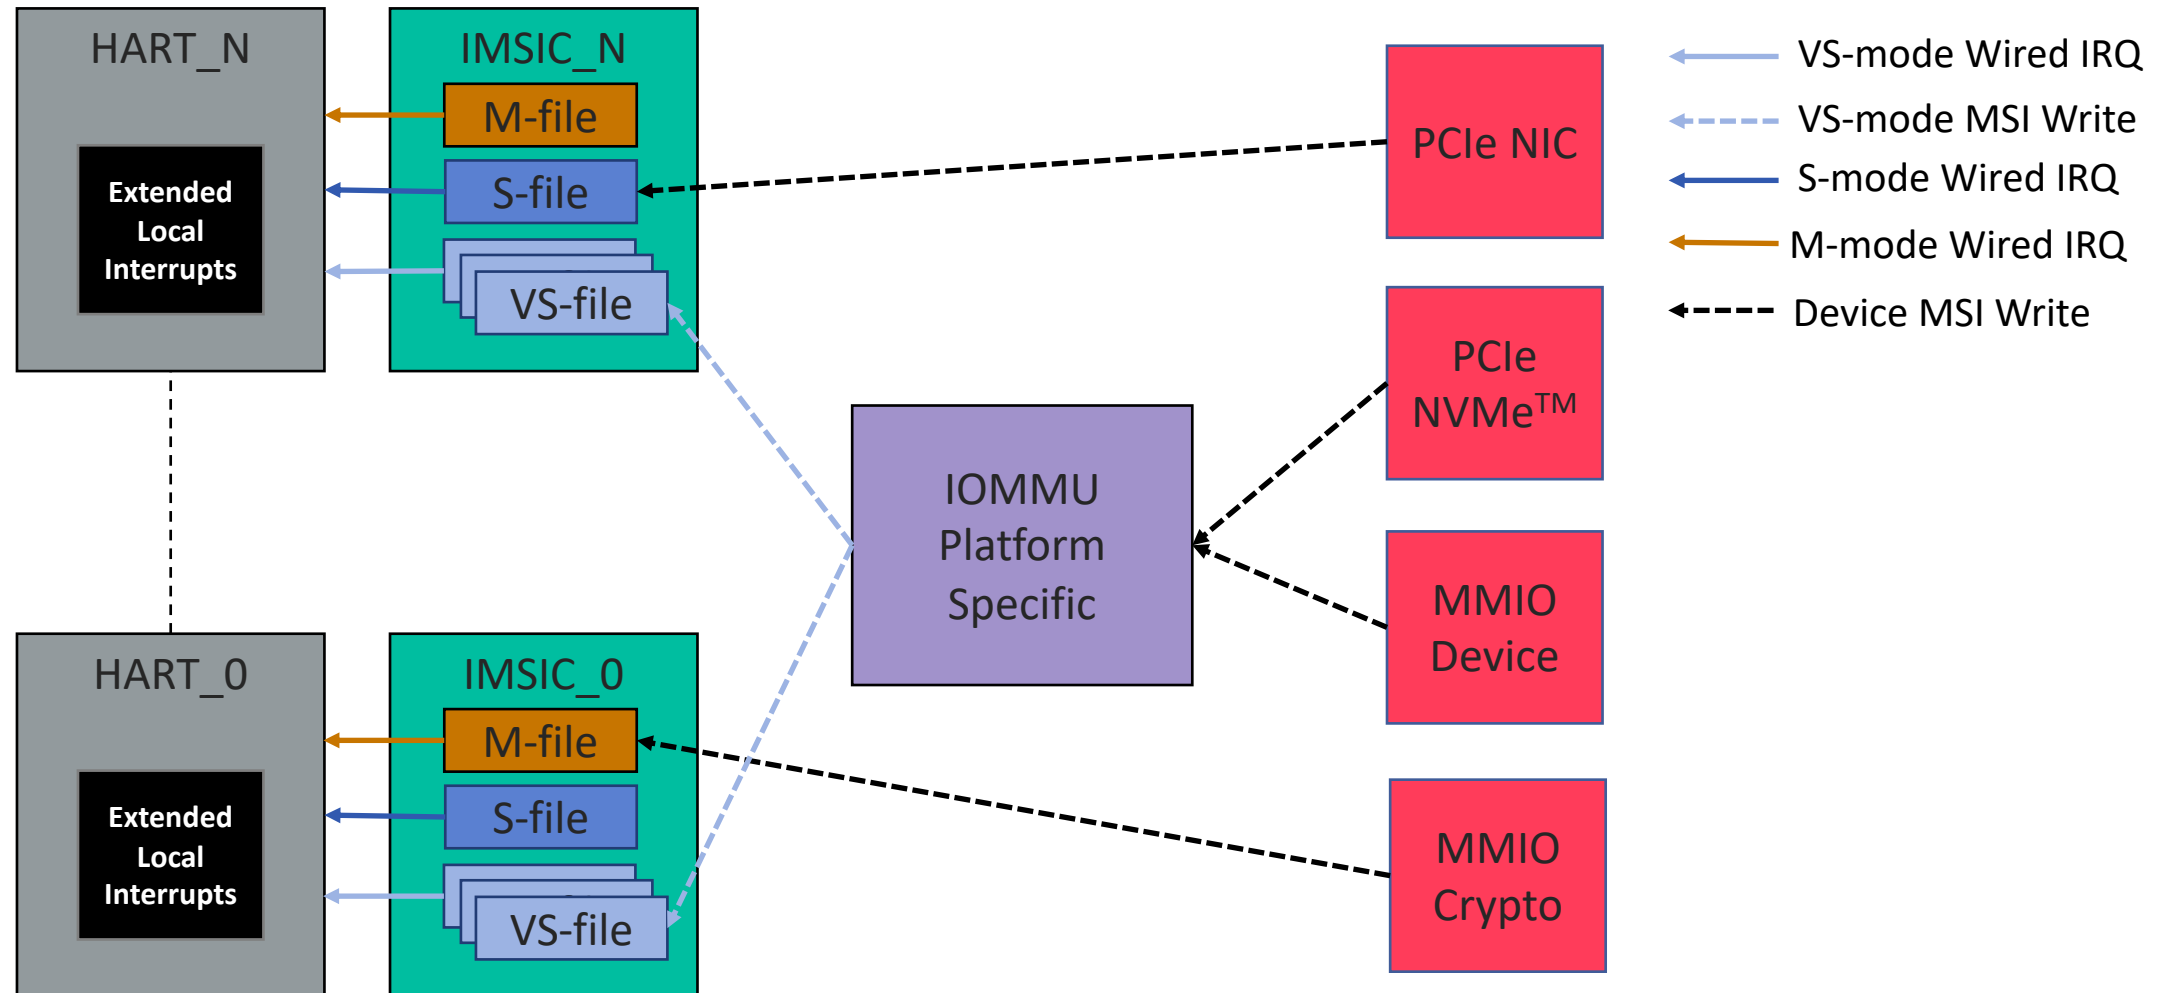 HART_N
Extended
Local
Interrupts
IMSIC_N
M-file
S-file
VS-file
PCIe NIC
PCIe
NVMe™
MMIO
Device
MMIO
Crypto
IOMMU
Platform
Specific
HART_0
Extended
Local
Interrupts
IMSIC_0
M-file
S-file
VS-file
VS-mode Wired IRQ
VS-mode MSI Write
S-mode Wired IRQ
M-mode Wired IRQ
Device MSI Write